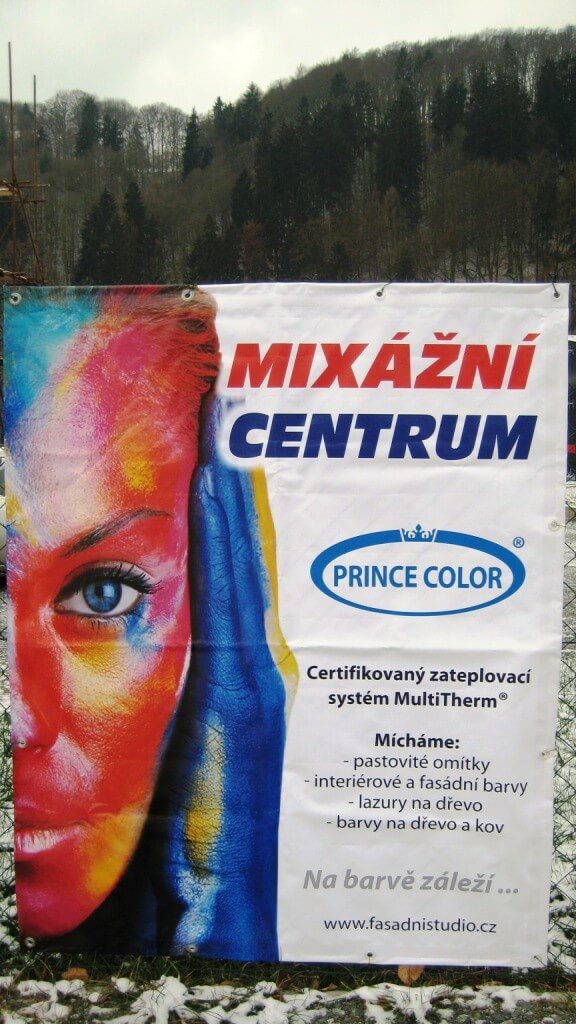 MIXÁŽNÍ
CENTRUM
PRINCE COLOR ®
Certifikovaný zateplovací
systém MultiTherm®
Mícháme:
- pastovité omítky
- interiérové a fasádní barvy
- lazury na dřevo
- barvy na dřevo a kov
Na barvě záleží ...
www.fasadnistudio.cz